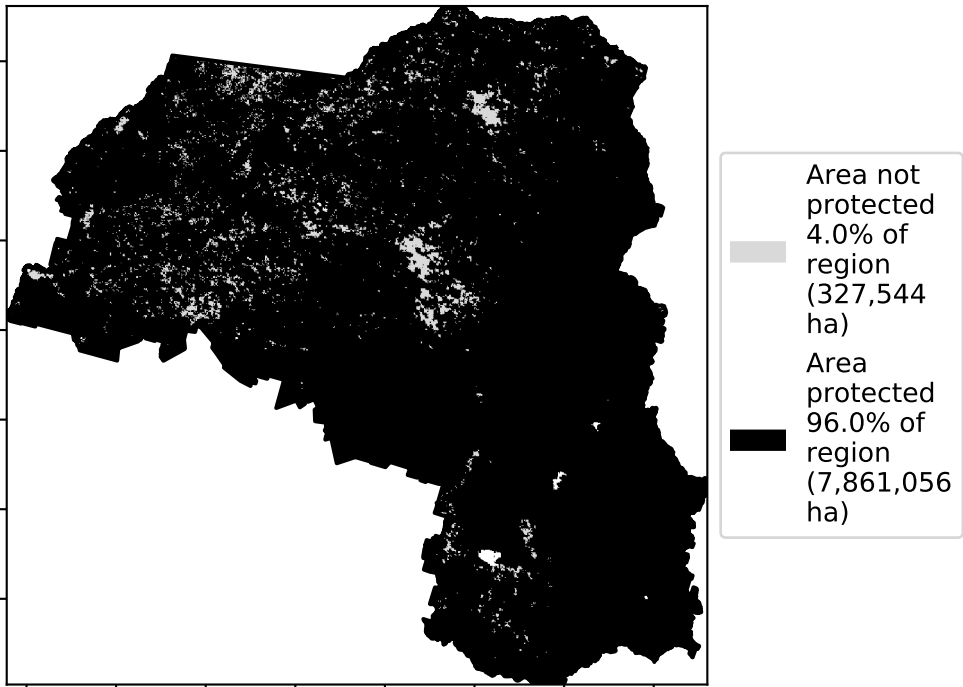 Area not
protected
4.0% of
region
(327,544
ha)
Area
protected
96.0% of
region
(7,861,056
ha)